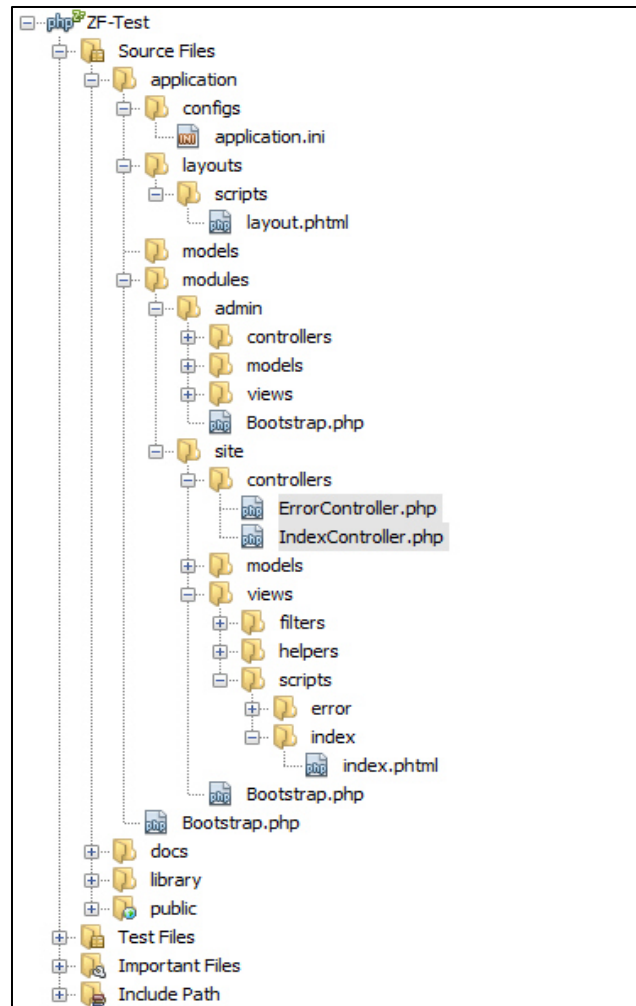 ZF-Test
Source Files
application
configs
application.ini
layouts
scripts
layout.phtml
models
modules
admin
controllers
models
views
Bootstrap.php
site
controllers
ErrorController.php
IndexController.php
models
views
filters
helpers
scripts
error
index
index.phtml
Bootstrap.php
Bootstrap.php
docs
library
public
Test Files
Important Files
Include Path